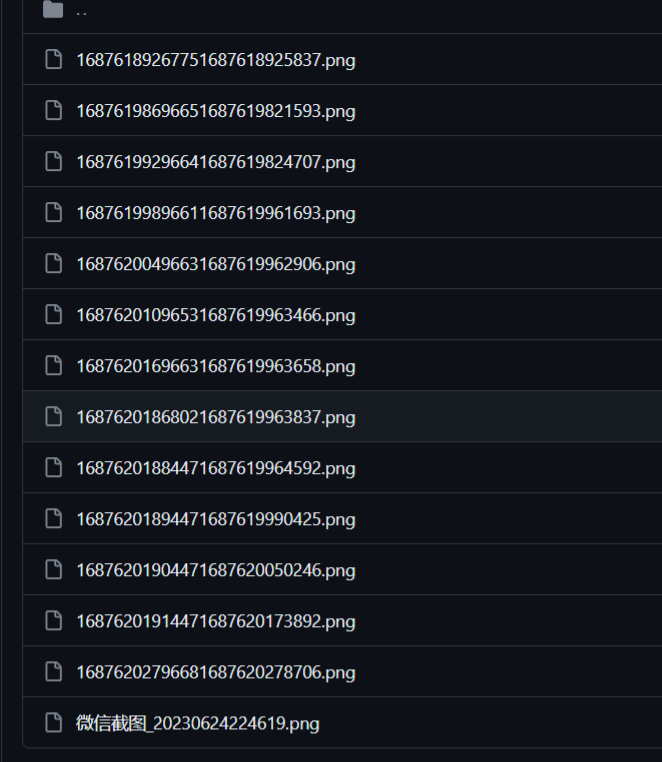 ..
16876189267751687618925837.png
16876198696651687619821593.png
16876199296641687619824707.png
16876199896611687619961693.png
16876200496631687619962906.png
16876201096531687619963466.png
16876201696631687619963658.png
16876201868021687619963837.png
16876201884471687619964592.png
16876201894471687619990425.png
16876201904471687620050246.png
16876201914471687620173892.png
16876202796681687620278706.png
微信截图_20230624224619.png